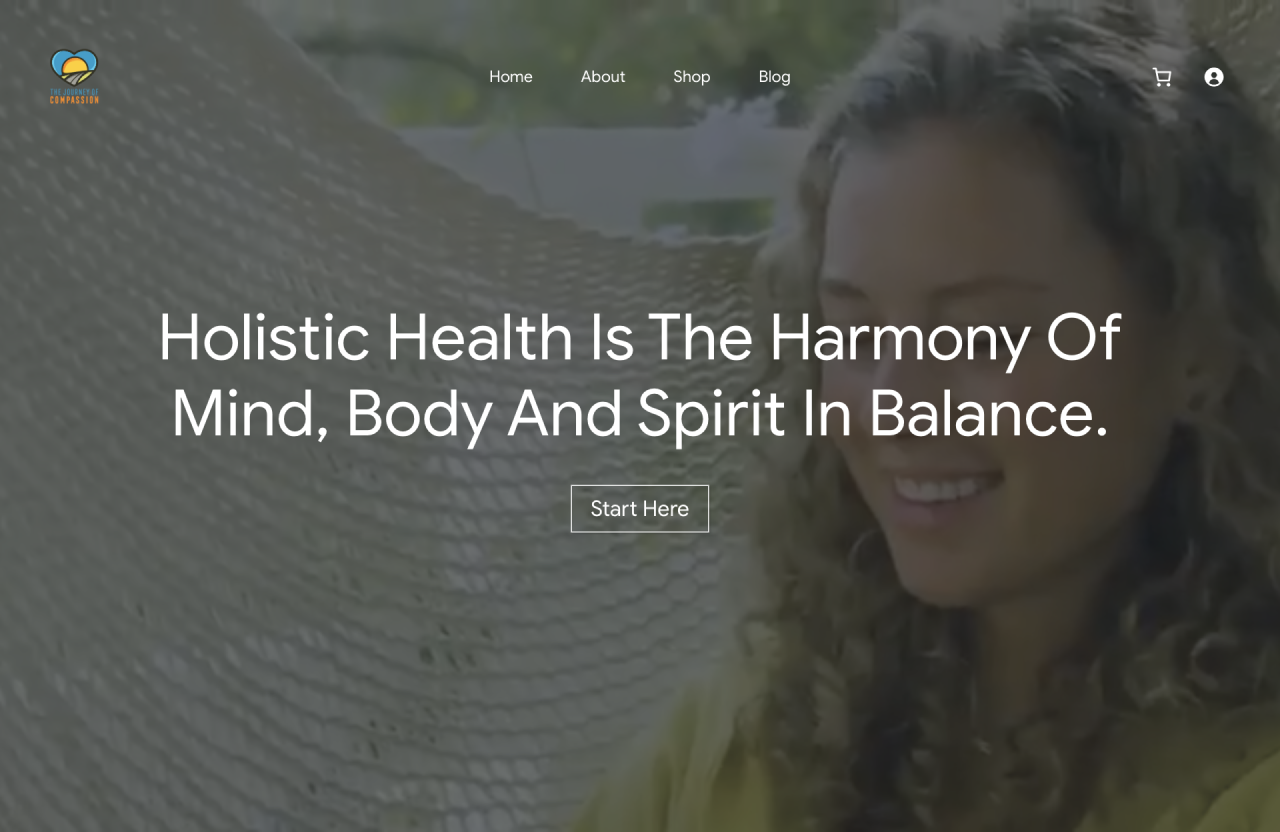 THE JOURNEY OF
COMPASSION
Home
About
Shop
Blog
Holistic Health Is The Harmony Of
Mind, Body And Spirit In Balance.
Start Here